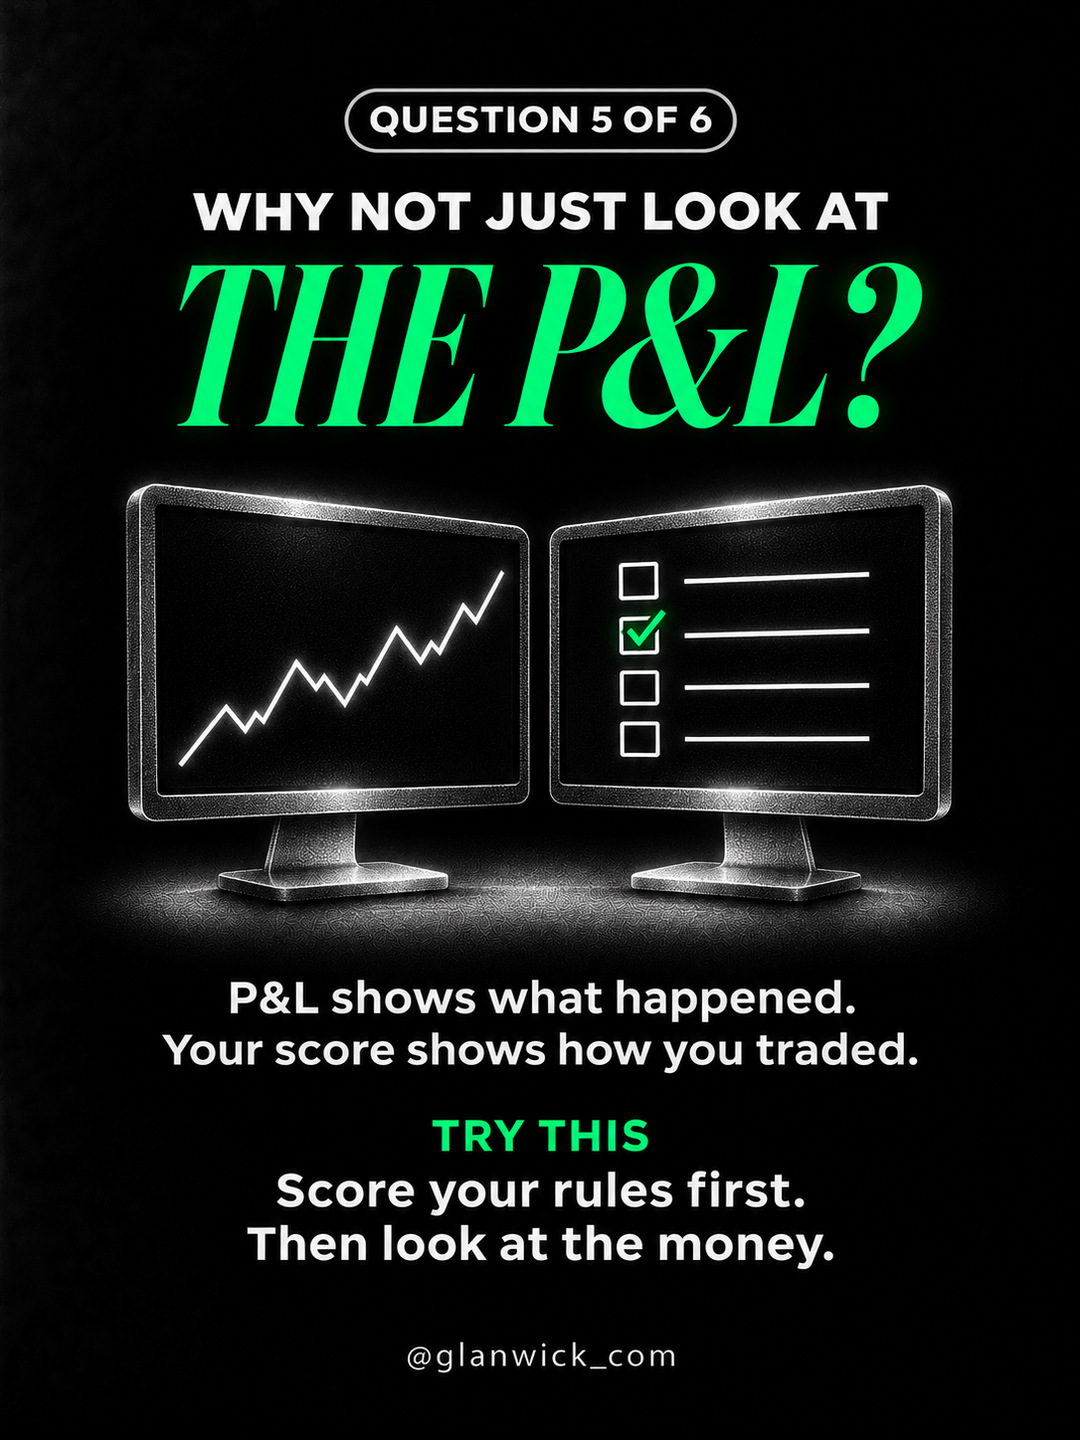 QUESTION 5 OF 6
WHY NOT JUST LOOK AT
THE P&L?
P&L shows what happened.
Your score shows how you traded.
TRY THIS
Score your rules first.
Then look at the money.
@glanwick_com